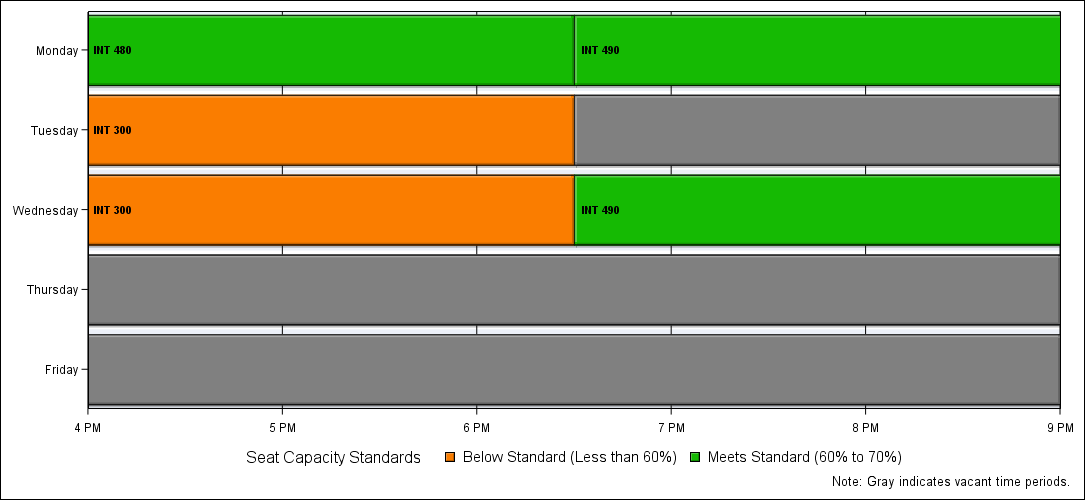 Monday
INT 480
INT 490
Tuesday
INT 300
Wednesday
INT 300
INT 490
Thursday
Friday
4 PM
5 PM
6 PM
7 PM
8 PM
9 PM
Seat Capacity Standards
Below Standard (Less than 60%)
Meets Standard (60% to 70%)
Note: Gray indicates vacant time periods.